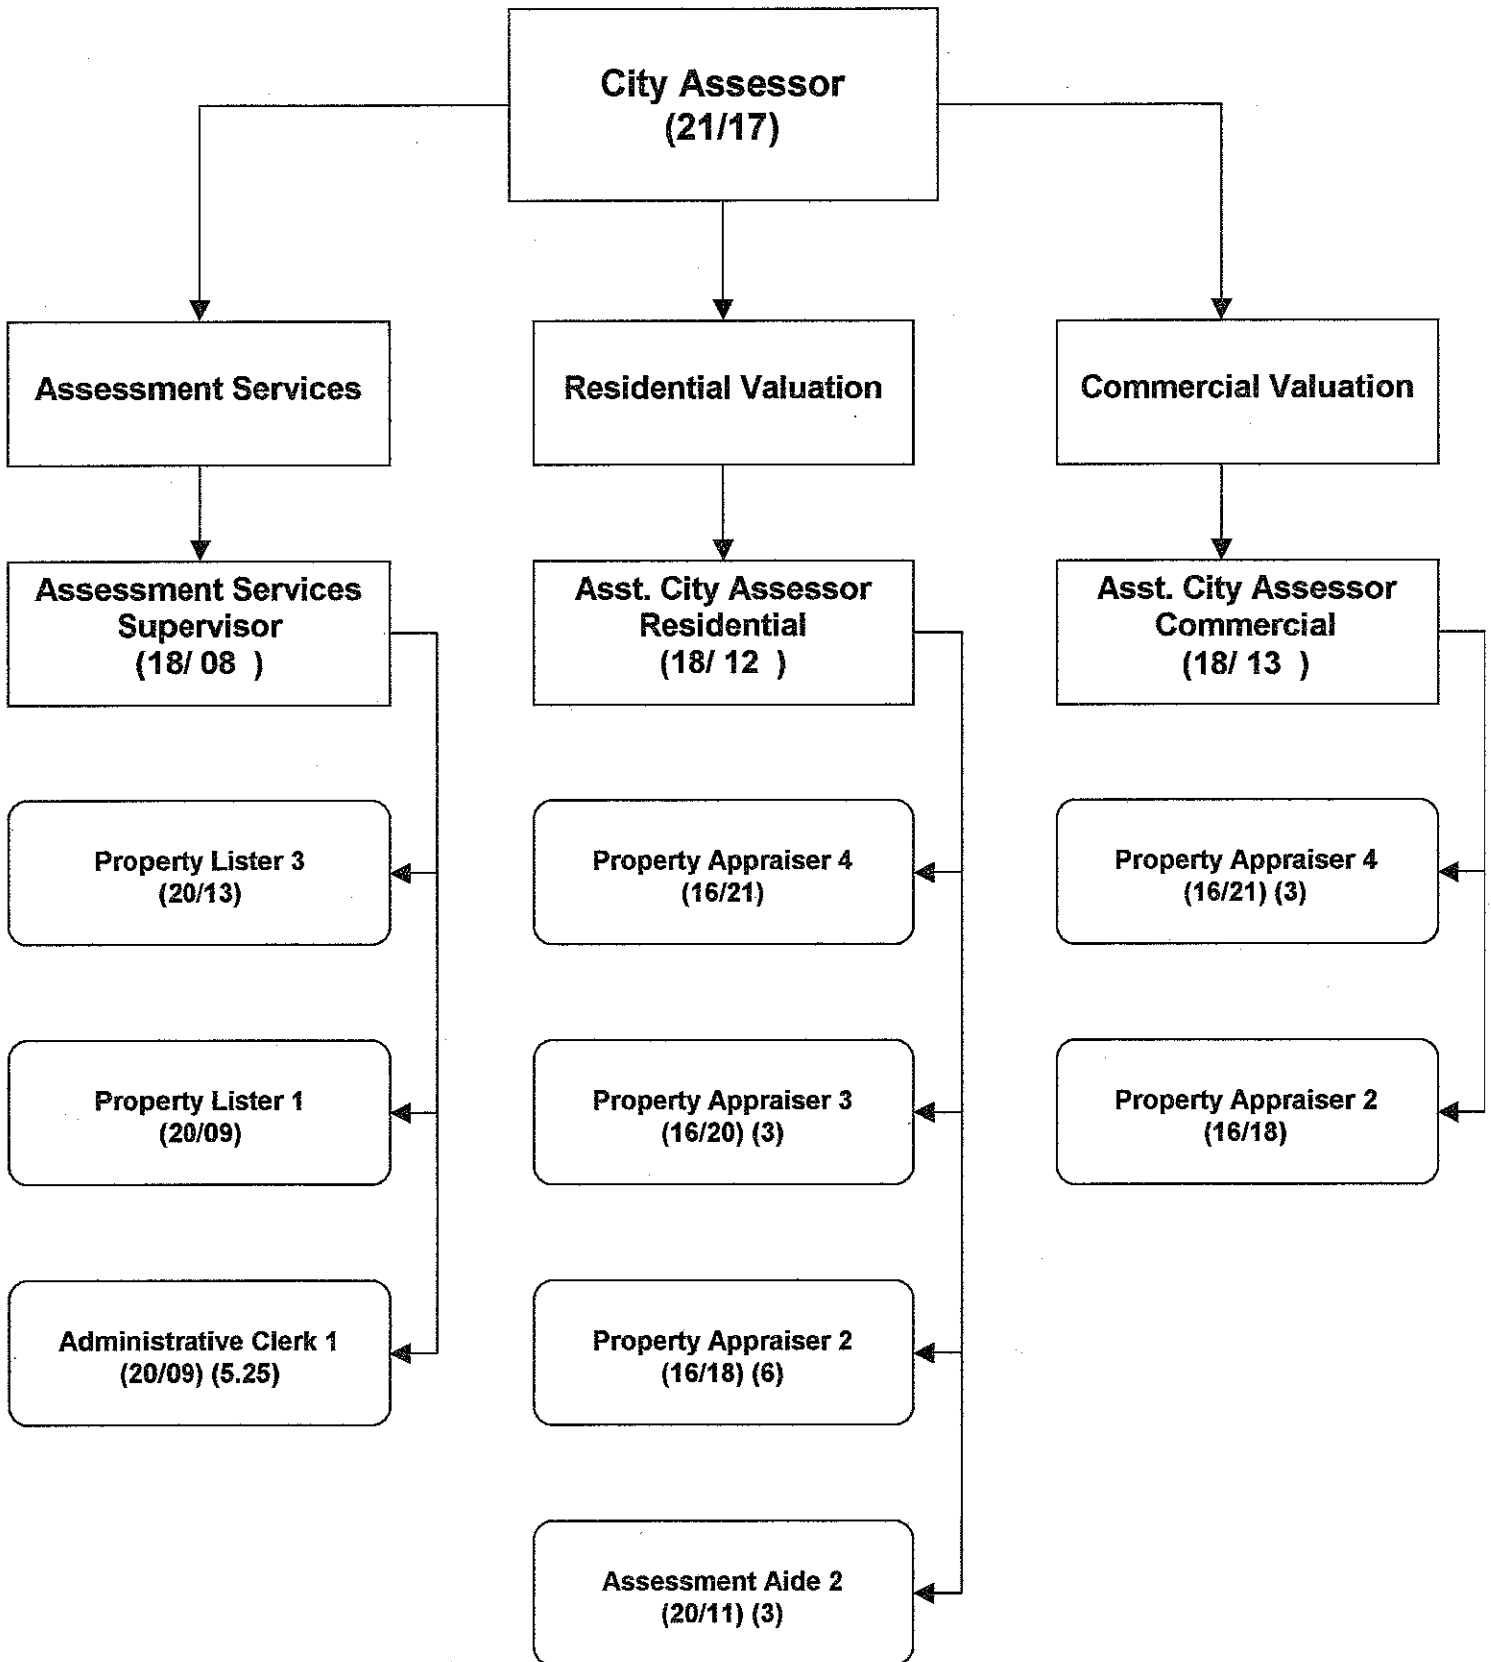 City Assessor
(21/17)
Assessment Services
Residential Valuation
Commercial Valuation
Assessment Services
Supervisor
(18/ 08 )
Asst. City Assessor
Residential
(18/ 12 )
Asst. City Assessor
Commercial
(18/ 13 )
Property Lister 3
(20/13)
Property Appraiser 4
(16/21)
Property Appraiser 4
(16/21) (3)
Property Lister 1
(20/09)
Property Appraiser 3
(16/20) (3)
Property Appraiser 2
(16/18)
Administrative Clerk 1
(20/09) (5.25)
Property Appraiser 2
(16/18) (6)
Assessment Aide 2
(20/11) (3)